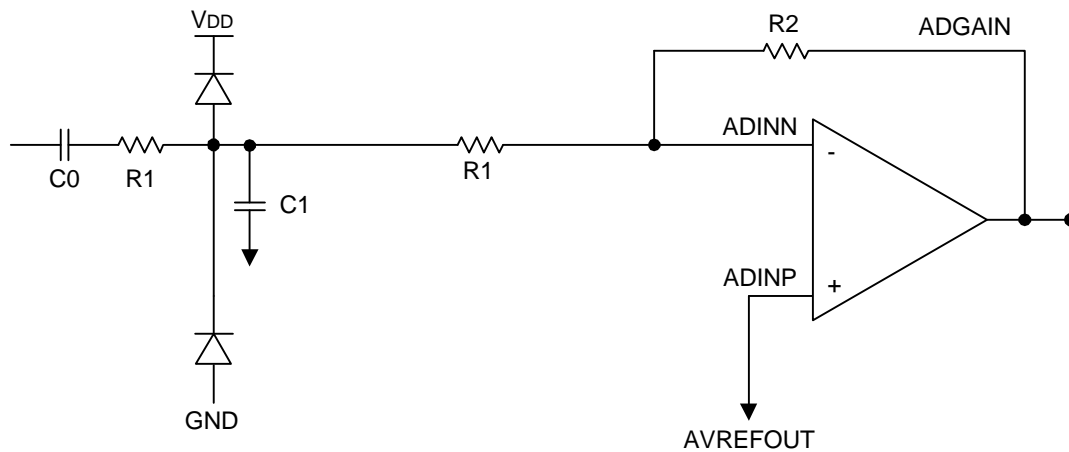 VDD
R2
ADGAIN
ADINN
-
C0
R1
C1
R1
ADINP
+
GND
AVREFOUT